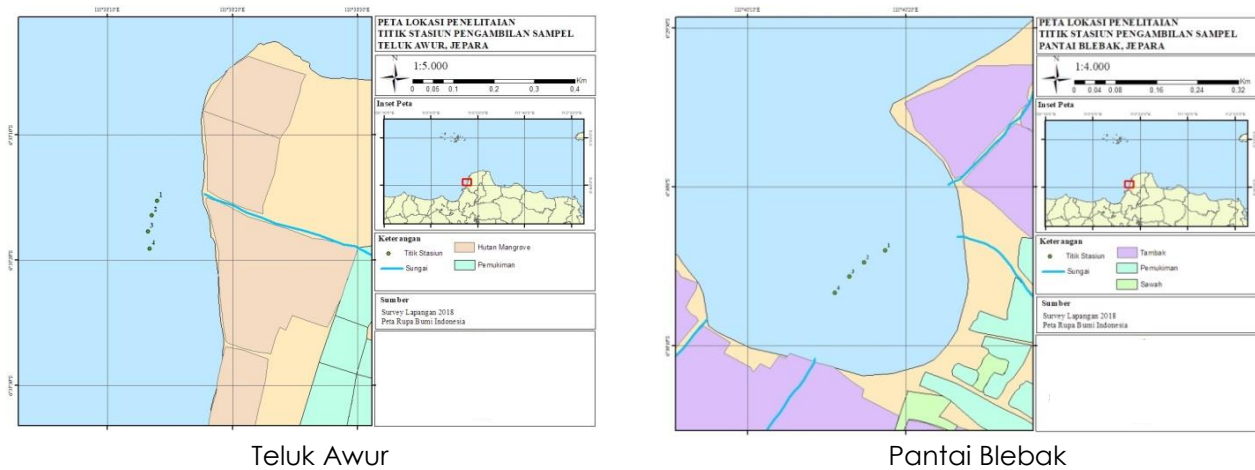 PETA LOKASI PENELITAIAN
TITIK STASIUN PENGAMBILAN SAMPEL
TELUK AWUR, JEPARA
N
1:5.000
Km
0 0.05 0.1 0.2 0.3 0.4
Inset Peta
Keterangan
Titik Stasiun
Hutan Mangrove
Sungai
Pemukiman
Sumber
Survey Lapangan 2018
Peta Rupa Bumi Indonesia
1
2
3
4
Teluk Awur
PETA LOKASI PENELITAIAN
TITIK STASIUN PENGAMBILAN SAMPEL
PANTAI BLEBAK, JEPARA
N
1:4.000
Km
0 0.04 0.08 0.16 0.24 0.32
Inset Peta
Keterangan
Titik Stasiun
Tambak
Sungai
Pemukiman
Sawah
Sumber
Survey Lapangan 2018
Peta Rupa Bumi Indonesia
1
2
3
4
Pantai Blebak